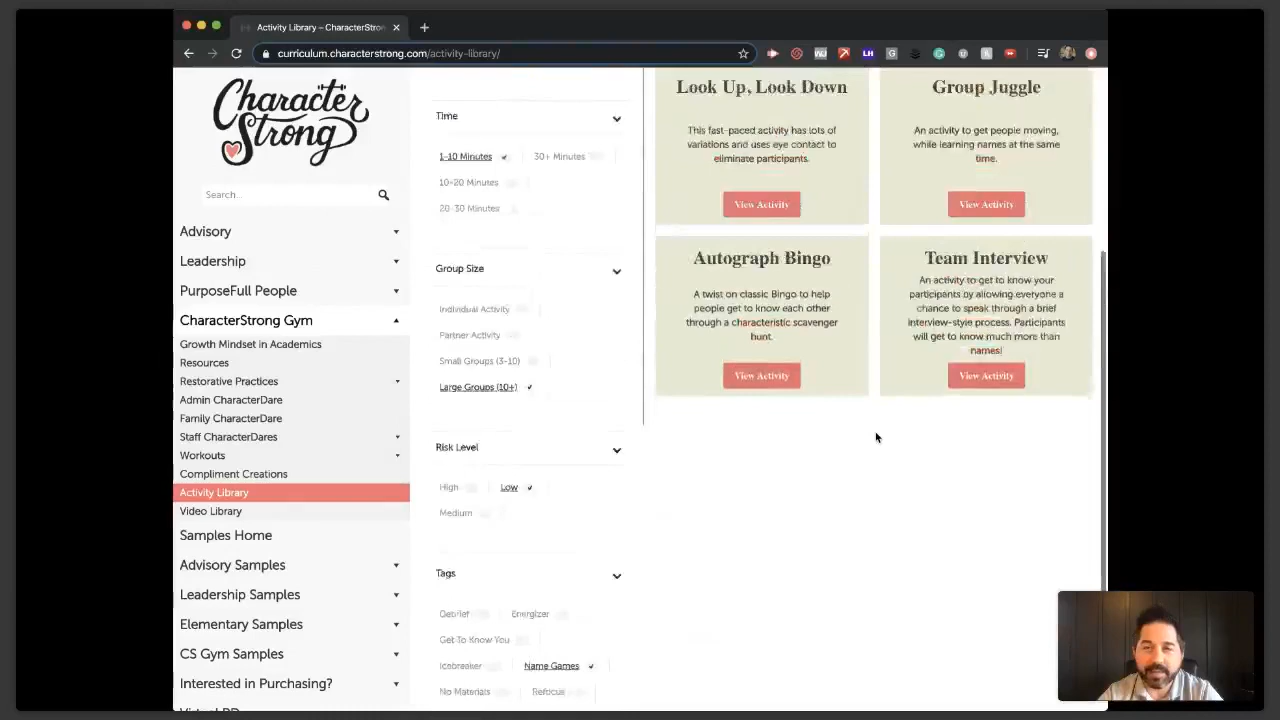 Activity Library – CharacterStron
curriculum.characterstrong.com/activity-library/
Character
Strong
Search...
Advisory
Leadership
PurposeFull People
CharacterStrong Gym
Growth Mindset in Academics
Resources
Restorative Practices
Admin CharacterDare
Family CharacterDare
Staff CharacterDares
Workouts
Compliment Creations
Activity Library
Video Library
Samples Home
Advisory Samples
Leadership Samples
Elementary Samples
CS Gym Samples
Interested in Purchasing?
Time
1-10 Minutes
30+ Minutes
10-20 Minutes
20-30 Minutes
Group Size
Individual Activity
Partner Activity
Small Groups (3-10)
Large Groups (10+)
Risk Level
High
Low
Medium
Tags
Debrief
Energizer
Get To Know You
Icebreaker
Name Games
No Materials
Refocus
Look Up, Look Down
This fast-paced activity has lots of
variations and uses eye contact to
eliminate participants.
View Activity
Group Juggle
An activity to get people moving,
while learning names at the same
time.
View Activity
Autograph Bingo
A twist on classic Bingo to help
people get to know each other
through a characteristic scavenger
hunt.
View Activity
Team Interview
An activity to get to know your
participants by allowing everyone a
chance to speak through a brief
interview-style process. Participants
will get to know much more than
names!
View Activity